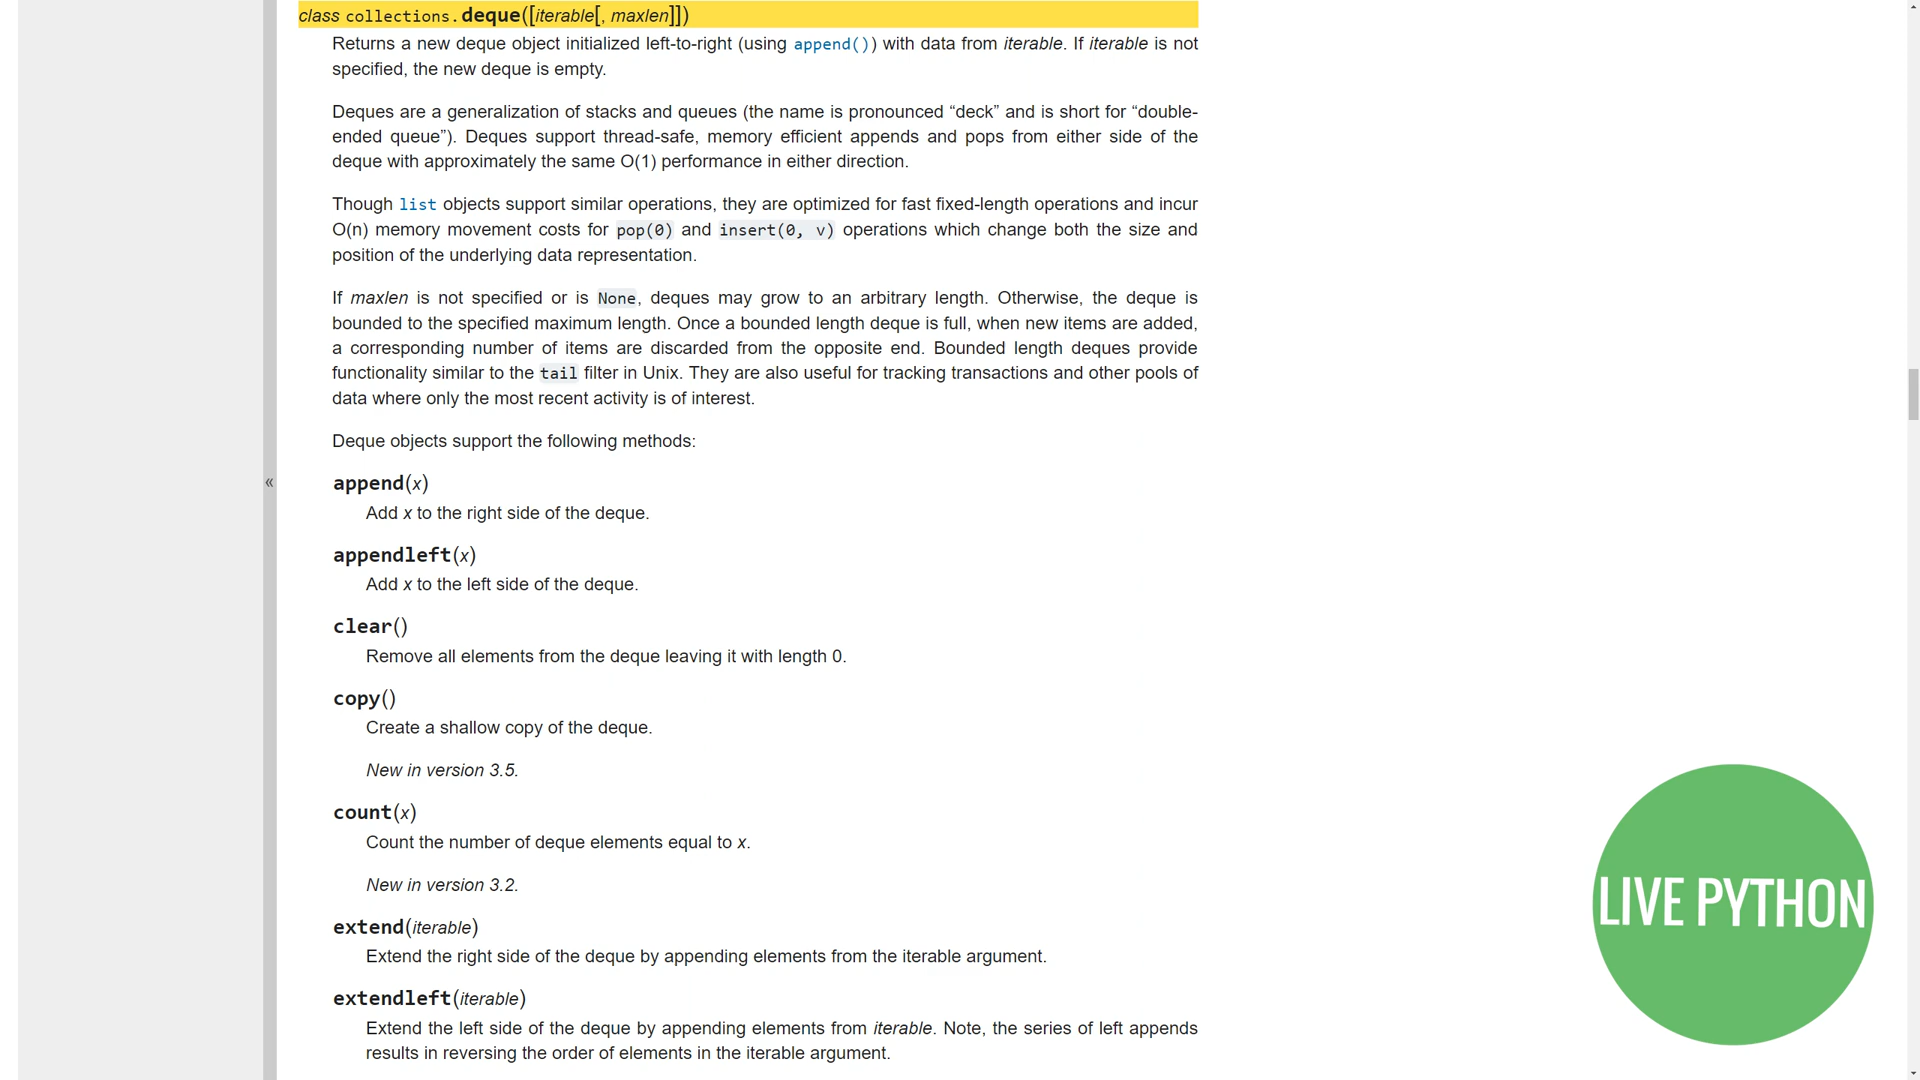 class collections.deque([iterable[, maxlen]])
Returns a new deque object initialized left-to-right (using append()) with data from iterable. If iterable is not
specified, the new deque is empty.
Deques are a generalization of stacks and queues (the name is pronounced “deck” and is short for “double-
ended queue”). Deques support thread-safe, memory efficient appends and pops from either side of the
deque with approximately the same O(1) performance in either direction.
Though list objects support similar operations, they are optimized for fast fixed-length operations and incur
O(n) memory movement costs for pop(0) and insert(0, v) operations which change both the size and
position of the underlying data representation.
If maxlen is not specified or is None, deques may grow to an arbitrary length. Otherwise, the deque is
bounded to the specified maximum length. Once a bounded length deque is full, when new items are added,
a corresponding number of items are discarded from the opposite end. Bounded length deques provide
functionality similar to the tail filter in Unix. They are also useful for tracking transactions and other pools of
data where only the most recent activity is of interest.
Deque objects support the following methods:
«
append(x)
Add x to the right side of the deque.
appendleft(x)
Add x to the left side of the deque.
clear()
Remove all elements from the deque leaving it with length 0.
copy()
Create a shallow copy of the deque.
New in version 3.5.
count(x)
Count the number of deque elements equal to x.
New in version 3.2.
extend(iterable)
Extend the right side of the deque by appending elements from the iterable argument.
extendleft(iterable)
Extend the left side of the deque by appending elements from iterable. Note, the series of left appends
results in reversing the order of elements in the iterable argument.
LIVE PYTHON